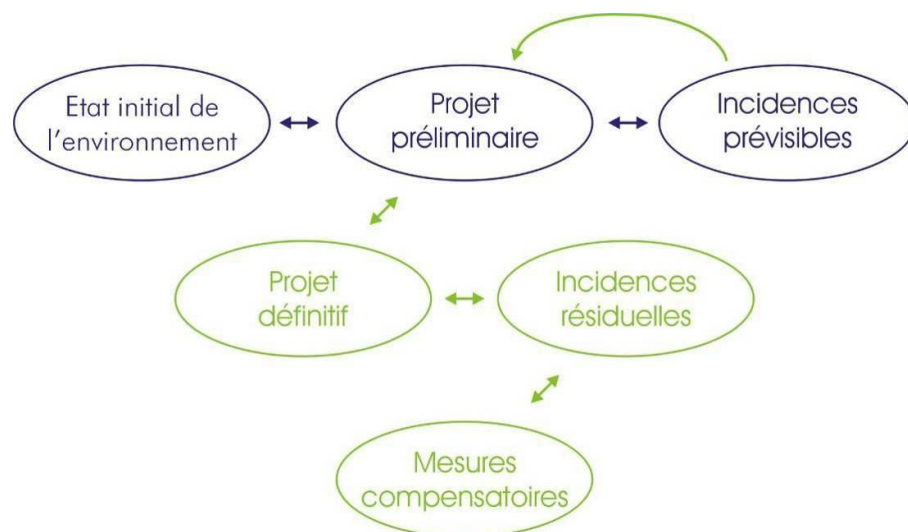 Etat initial de
l'environnement
Projet
préliminaire
Incidences
prévisibles
Projet
définitif
Incidences
résiduelles
Mesures
compensatoires